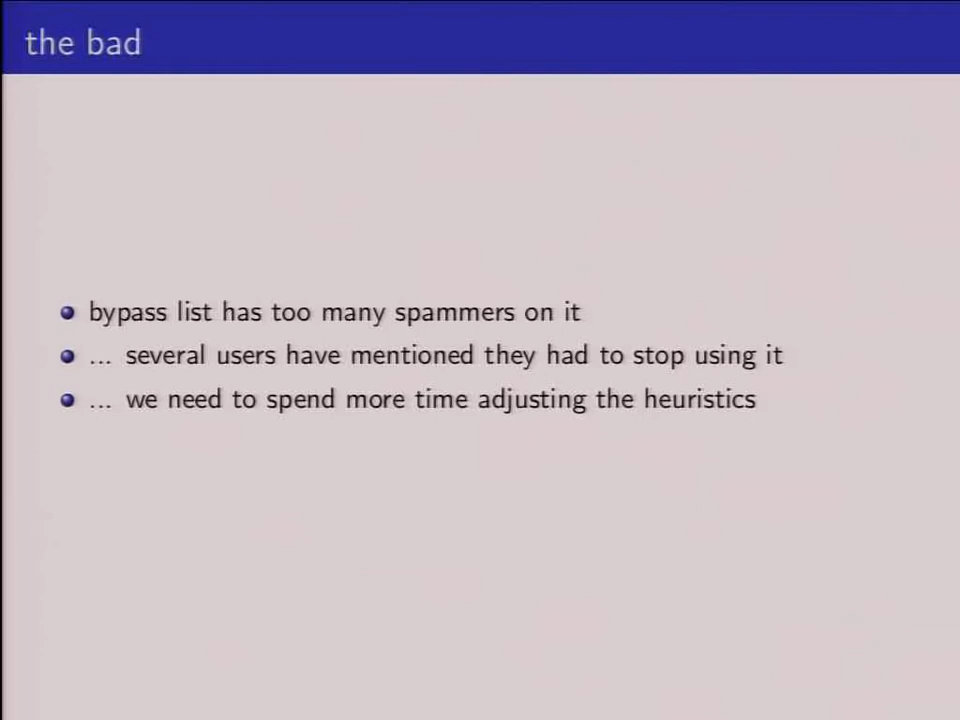 the bad
bypass list has too many spammers on it
... several users have mentioned they had to stop using it
... we need to spend more time adjusting the heuristics